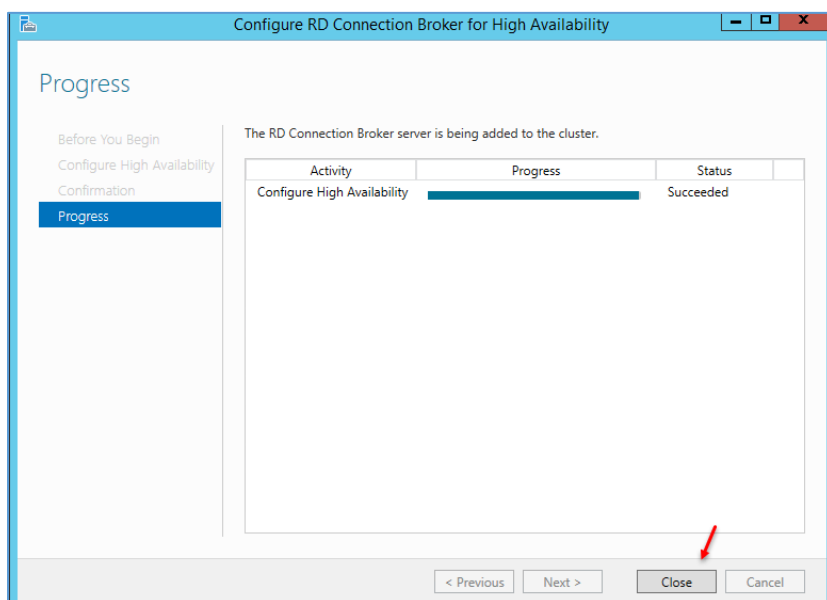 Configure RD Connection Broker for High Availability
Progress
Before You Begin
Configure High Availability
Confirmation
Progress
The RD Connection Broker server is being added to the cluster.
Activity Progress Status
Configure High Availability Succeeded
< Previous Next > Close Cancel